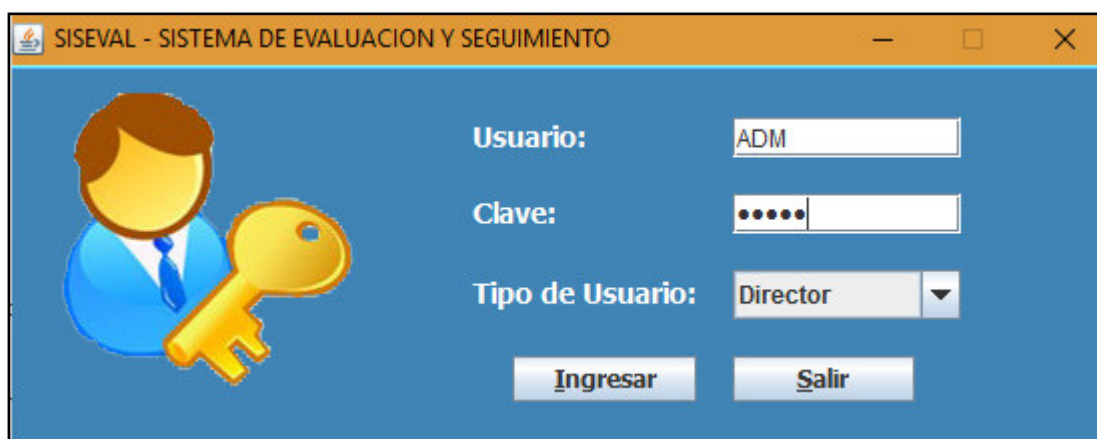 SISEVAL - SISTEMA DE EVALUACION Y SEGUIMIENTO
Usuario: ADM
Clave: •••••
Tipo de Usuario: Director
Ingresar Salir